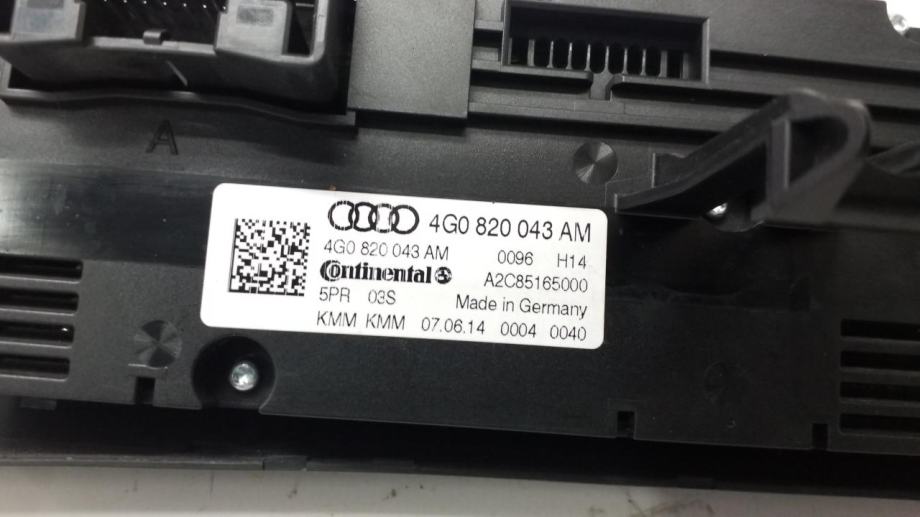 A
4G0 820 043 AM
4G0 820 043 AM 0096 H14
Continental A2C85165000
5PR 03S Made in Germany
KMM KMM 07.06.14 0004 0040